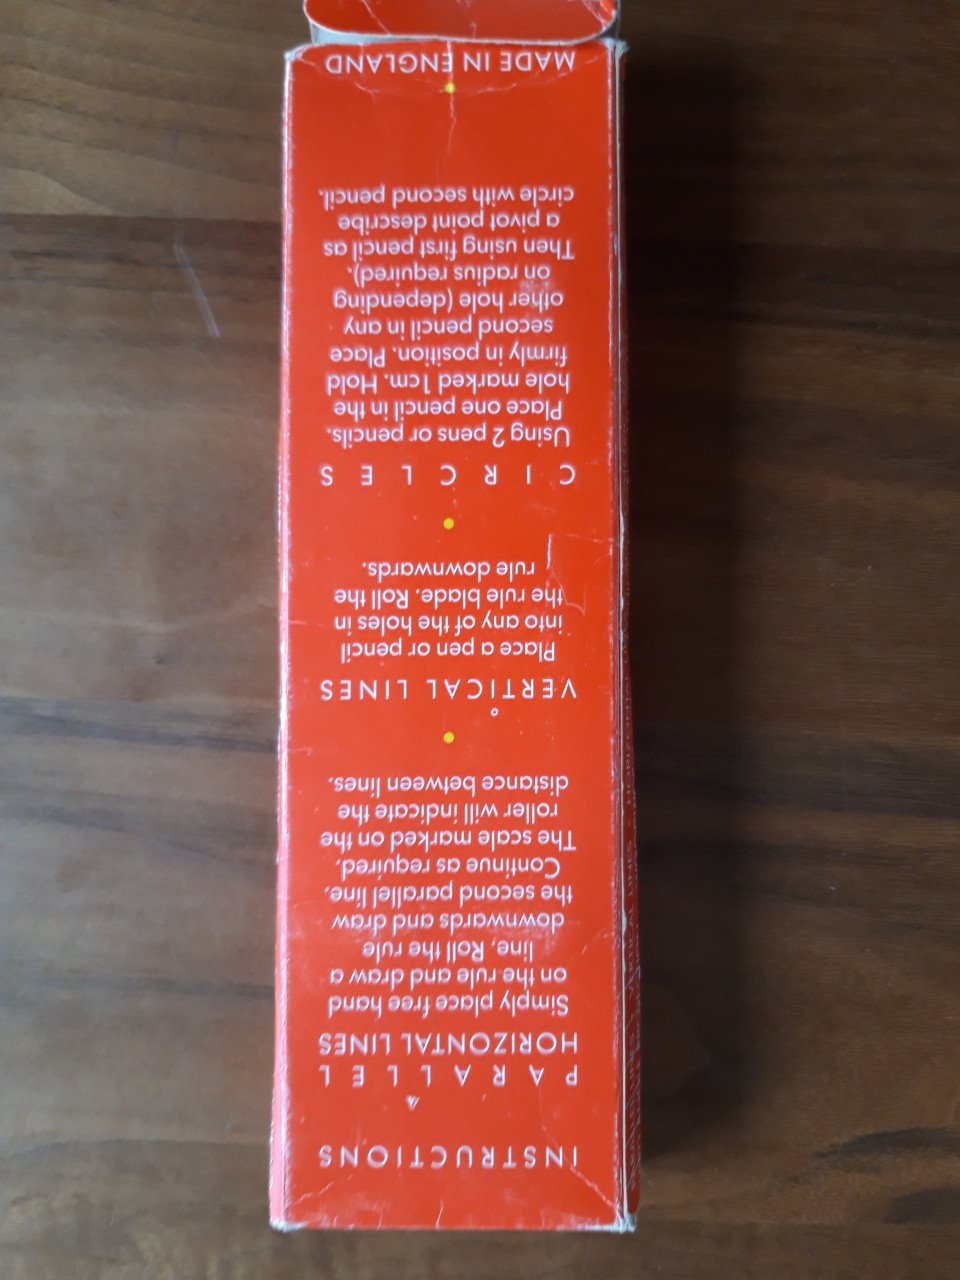 INSTRUCTIONS
PARALLEL
HORIZONTAL LINES
Simply place free hand
on the rule and draw a
line. Roll the rule
downwards and draw
the second parallel line.
Continue as required.
The scale marked on the
roller will indicate the
distance between lines.
VERTICAL LINES
Place a pen or pencil
into any of the holes in
the rule blade. Roll the
rule downwards.
CIRCLES
Using 2 pens or pencils.
Place one pencil in the
hole marked 1cm. Hold
firmly in position. Place
second pencil in any
other hole (depending
on radius required).
Then using first pencil as
a pivot point describe
circle with second pencil.
MADE IN ENGLAND